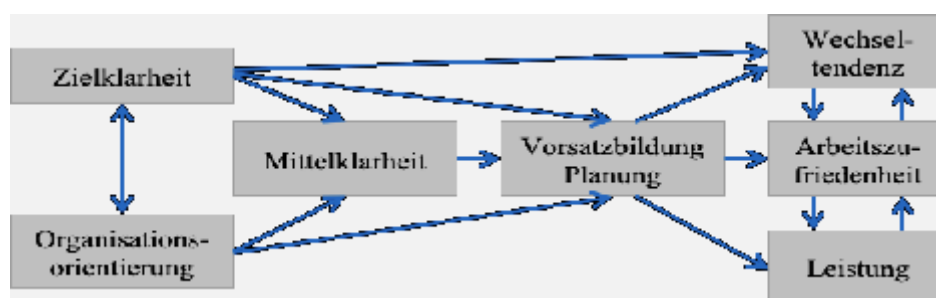 Zielklarheit
Organisations-
orientierung
Mittelklarheit
Vorsatzbildung
Planung
Wechsel-
tendenz
Arbeitszu-
friedenheit
Leistung